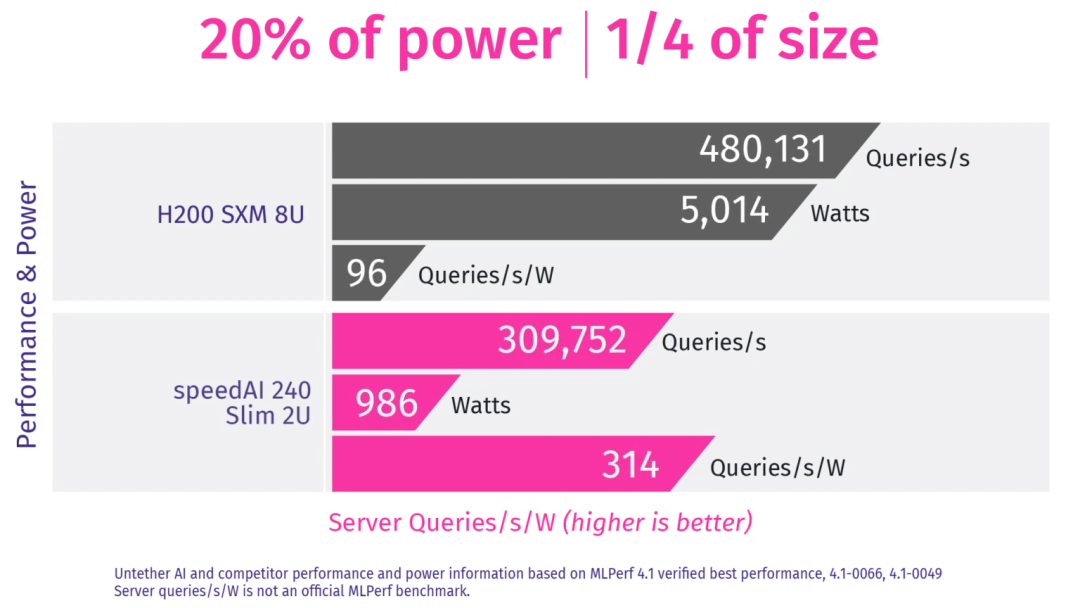 20% of power | 1/4 of size
Performance & Power
H200 SXM 8U
480,131 Queries/s
5,014 Watts
96 Queries/s/W
speedAI 240
Slim 2U
309,752 Queries/s
986 Watts
314 Queries/s/W
Server Queries/s/W (higher is better)
Untether AI and competitor performance and power information based on MLPerf 4.1 verified best performance, 4.1-0066, 4.1-0049
Server queries/s/W is not an official MLPerf benchmark.